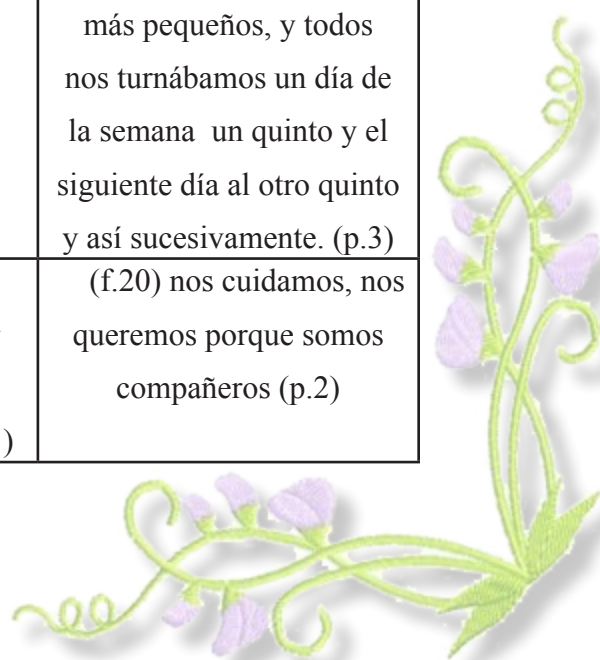 más pequeños, y todos
nos turnábamos un día de
la semana un quinto y el
siguiente día al otro quinto
y así sucesivamente. (p.3)
(f.20) nos cuidamos, nos
queremos porque somos
compañeros (p.2)
)